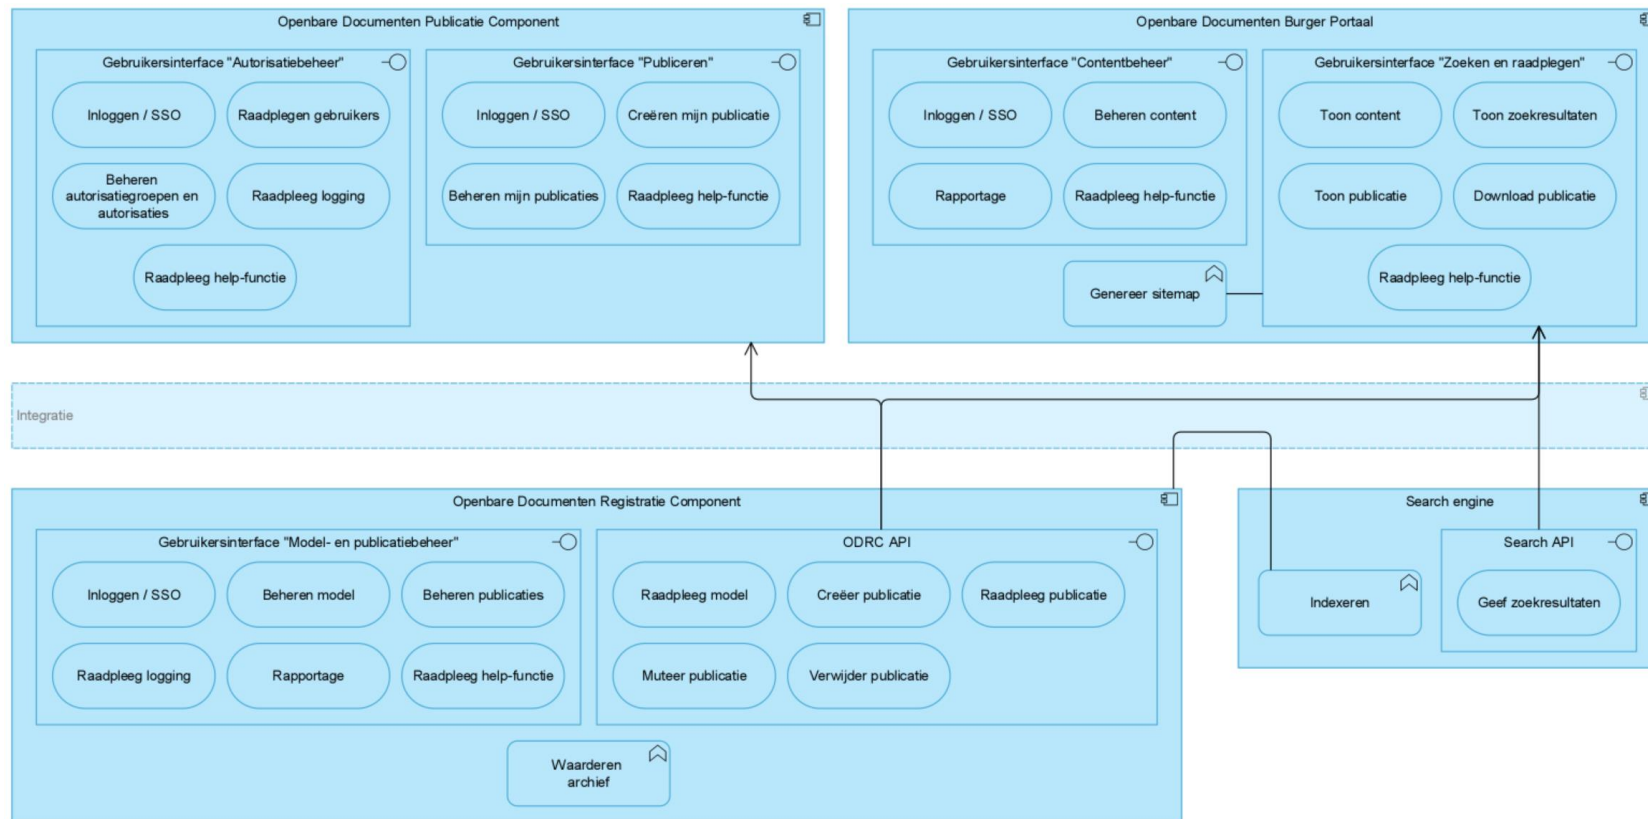 Openbare Documenten Publicatie Component
Gebruikersinterface "Autorisatiebeheer"
Inloggen / SSO
Raadplegen gebruikers
Beheren
autorisatiegroepen en
autorisaties
Raadpleeg logging
Raadpleeg help-functie
Gebruikersinterface "Publiceren"
Inloggen / SSO
Creëren mijn publicatie
Beheren mijn publicaties
Raadpleeg help-functie
Openbare Documenten Burger Portaal
Gebruikersinterface "Contentbeheer"
Inloggen / SSO
Beheren content
Rapportage
Raadpleeg help-functie
Genereer sitemap
Gebruikersinterface "Zoeken en raadplegen"
Toon content
Toon zoekresultaten
Toon publicatie
Download publicatie
Raadpleeg help-functie
Integratie
Openbare Documenten Registratie Component
Gebruikersinterface "Model- en publicatiebeheer"
Inloggen / SSO
Beheren model
Beheren publicaties
Raadpleeg logging
Rapportage
Raadpleeg help-functie
ODRC API
Raadpleeg model
Creëer publicatie
Raadpleeg publicatie
Muteer publicatie
Verwijder publicatie
Waarderen
archief
Search engine
Indexeren
Search API
Geef zoekresultaten